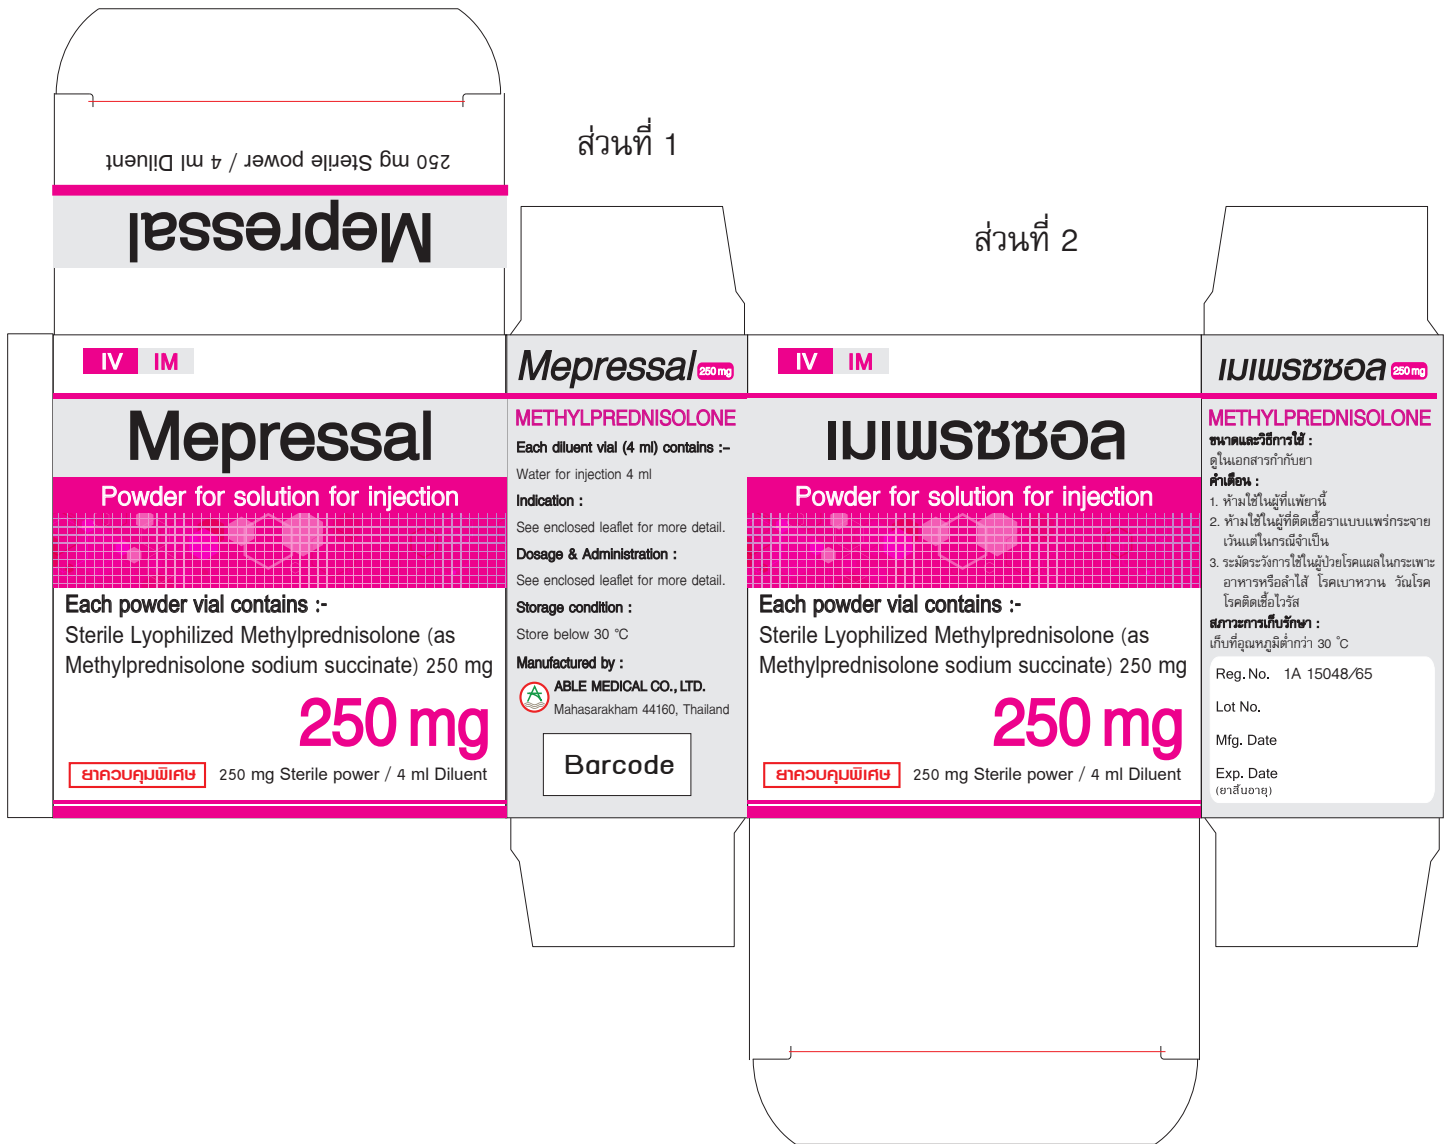 ส่วนที่ 1
250 mg Sterile power / 4 ml Diluent
Mepressal
IV IM
Mepressal
Powder for solution for injection
Each powder vial contains :-
Sterile Lyophilized Methylprednisolone (as
Methylprednisolone sodium succinate) 250 mg
250 mg
ยาควบคุมพิเศษ 250 mg Sterile power / 4 ml Diluent
Mepressal 250 mg
METHYLPREDNISOLONE
Each diluent vial (4 ml) contains :-
Water for injection 4 ml
Indication :
See enclosed leaflet for more detail.
Dosage & Administration :
See enclosed leaflet for more detail.
Storage condition :
Store below 30 °C
Manufactured by :
ABLE MEDICAL CO., LTD.
Mahasarakham 44160, Thailand
Barcode
ส่วนที่ 2
IV IM
เมเพรซซอล
Powder for solution for injection
Each powder vial contains :-
Sterile Lyophilized Methylprednisolone (as
Methylprednisolone sodium succinate) 250 mg
250 mg
ยาควบคุมพิเศษ 250 mg Sterile power / 4 ml Diluent
เมเพรซซอล 250 mg
METHYLPREDNISOLONE
ขนาดและวิธีการใช้ :
ดูในเอกสารกำกับยา
คำเตือน :
1. ห้ามใช้ในผู้ที่แพ้ยานี้
2. ห้ามใช้ในผู้ที่ติดเชื้อราแบบแพร่กระจาย
เว้นแต่ในกรณีจำเป็น
3. ระมัดระวังการใช้ในผู้ป่วยโรคแผลในกระเพาะ
อาหารหรือลำไส้ โรคเบาหวาน วัณโรค
โรคติดเชื้อไวรัส
สภาวะการเก็บรักษา :
เก็บที่อุณหภูมิต่ำกว่า 30 °C
Reg. No. 1A 15048/65
Lot No.
Mfg. Date
Exp. Date
(ยาสิ้นอายุ)